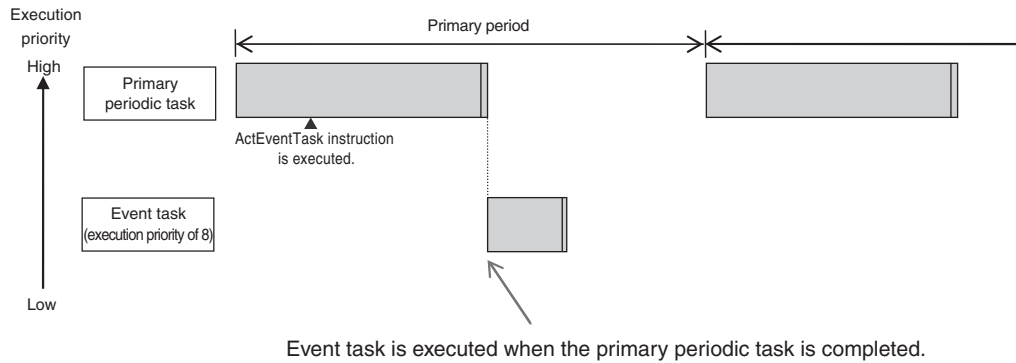 Execution
priority
High
Primary period
Primary
periodic task
ActEventTask instruction
is executed.
Event task
(execution priority of 8)
Low
Event task is executed when the primary periodic task is completed.